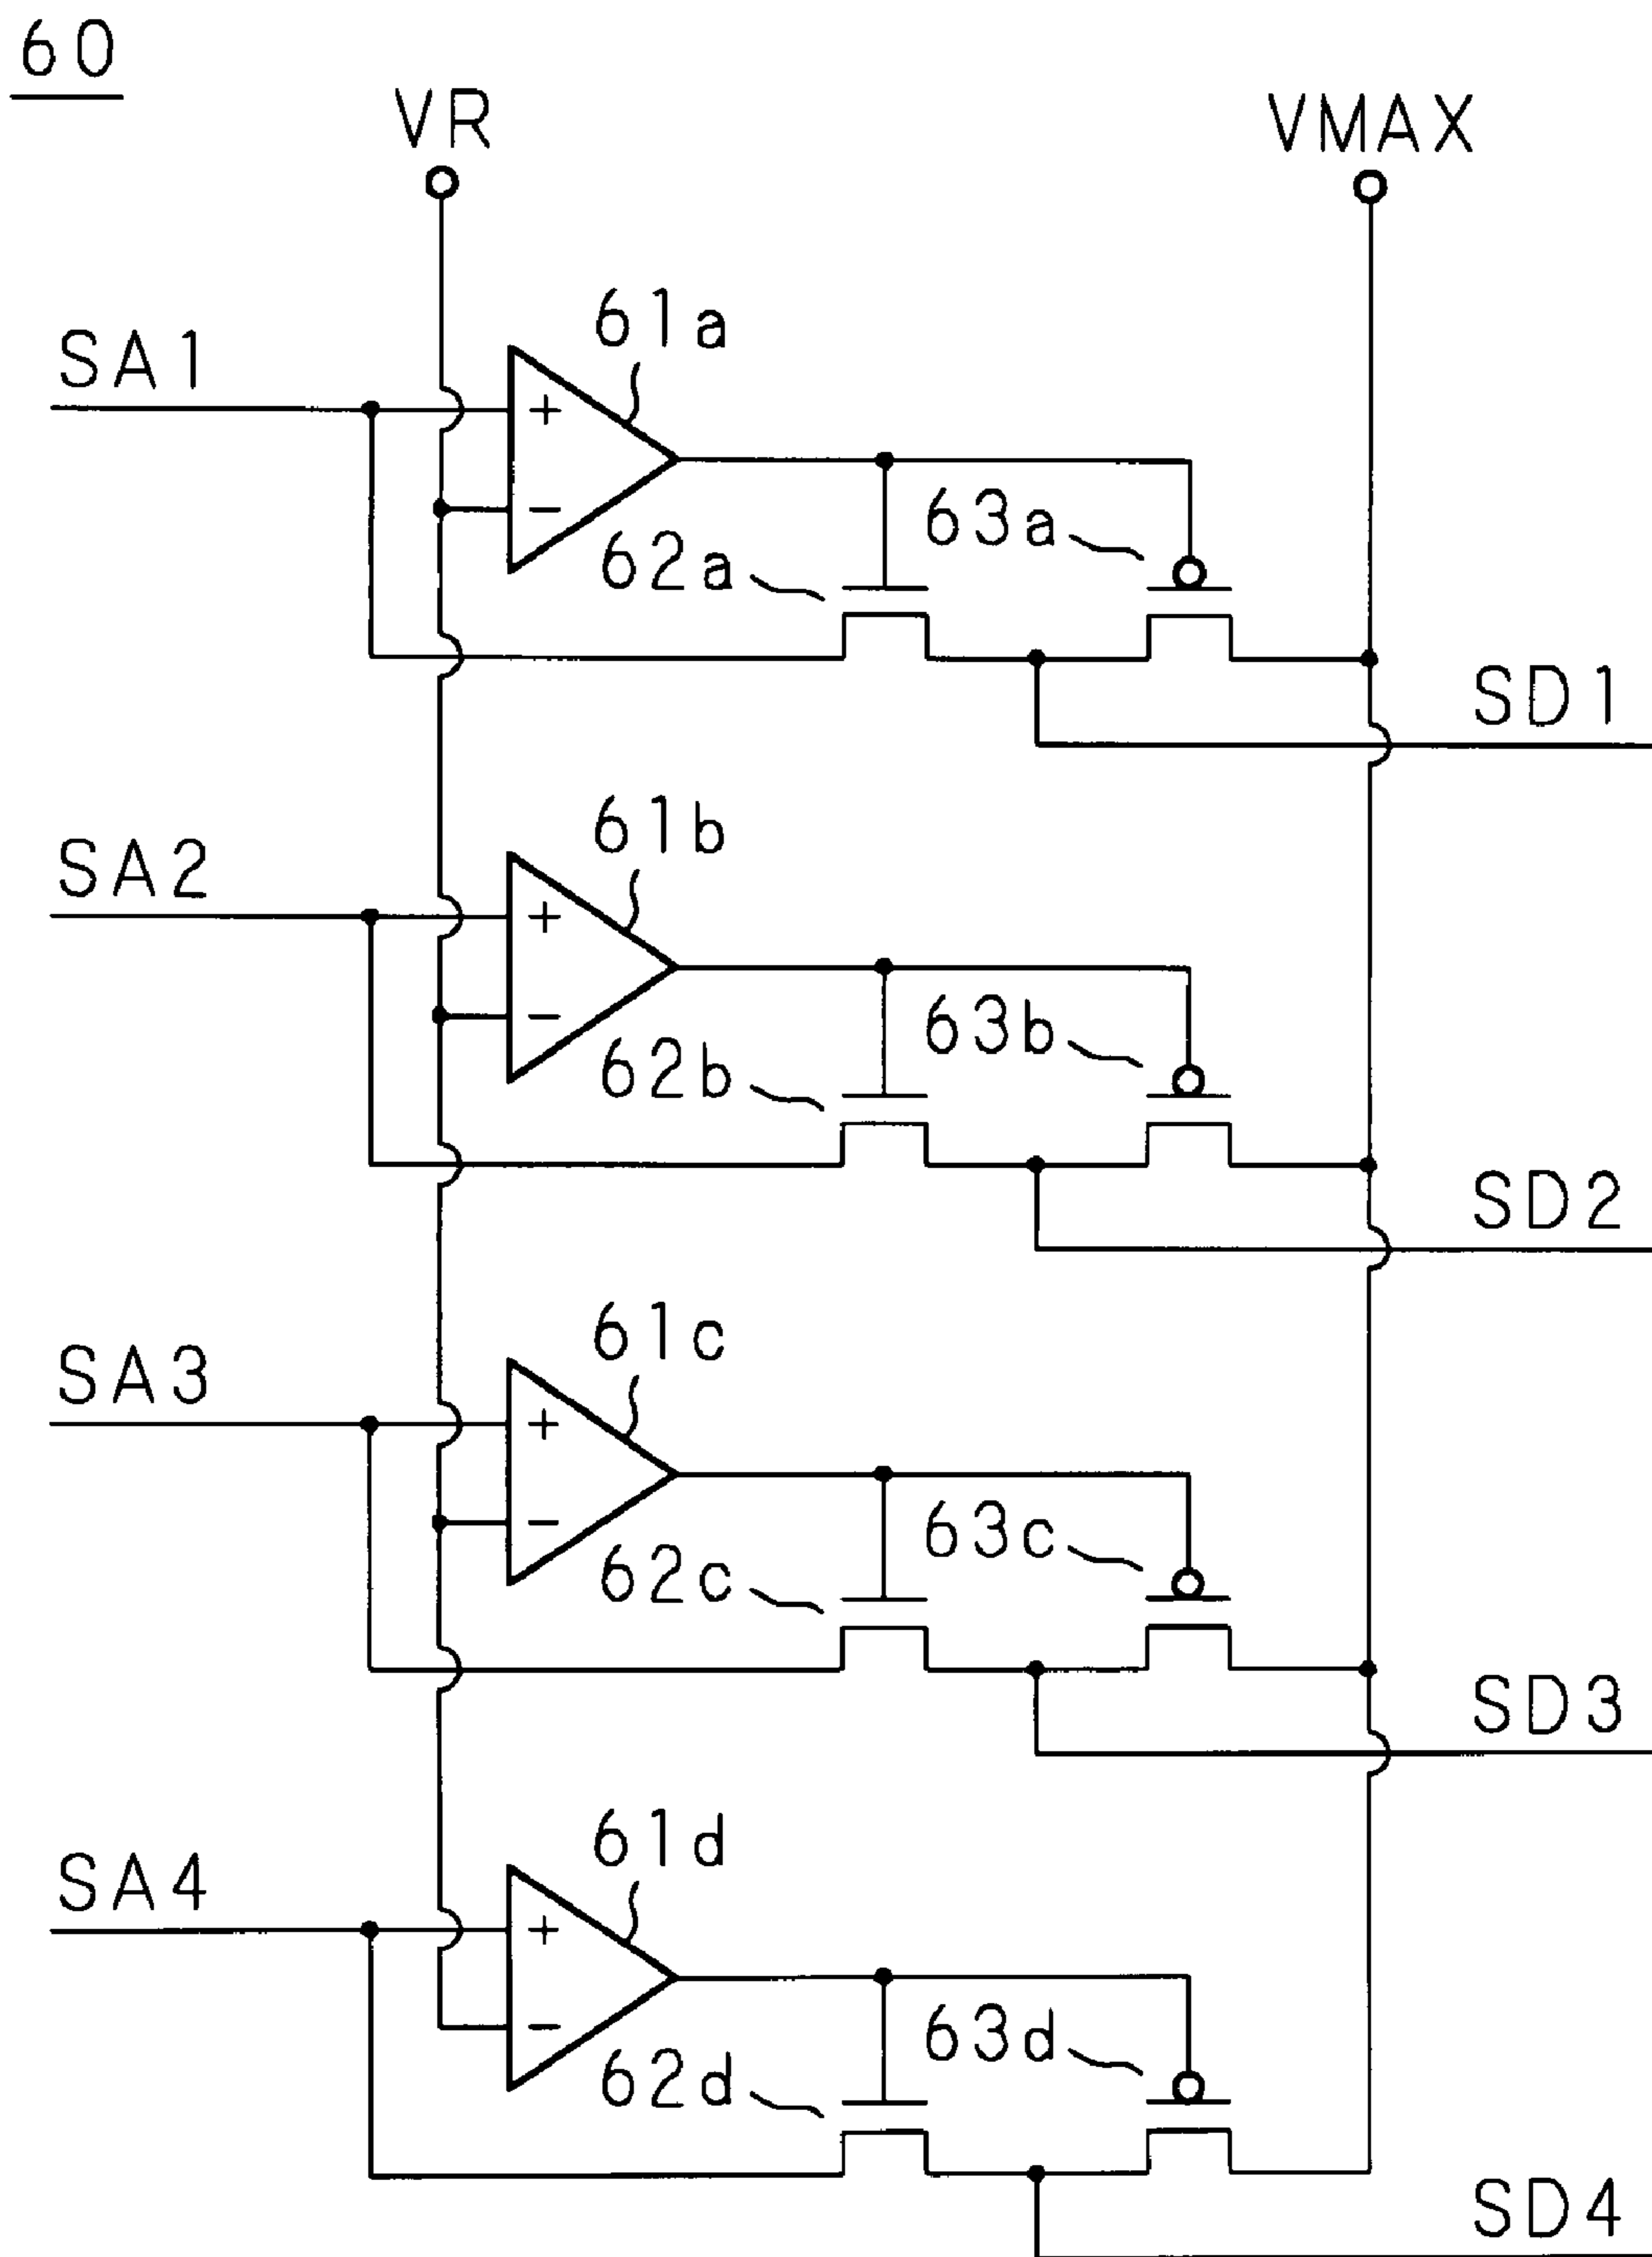 60
VR
VMAX
SA1
61a
+
−
62a
63a
SD1
SA2
61b
+
−
62b
63b
SD2
SA3
61c
+
−
62c
63c
SD3
SA4
61d
+
−
62d
63d
SD4